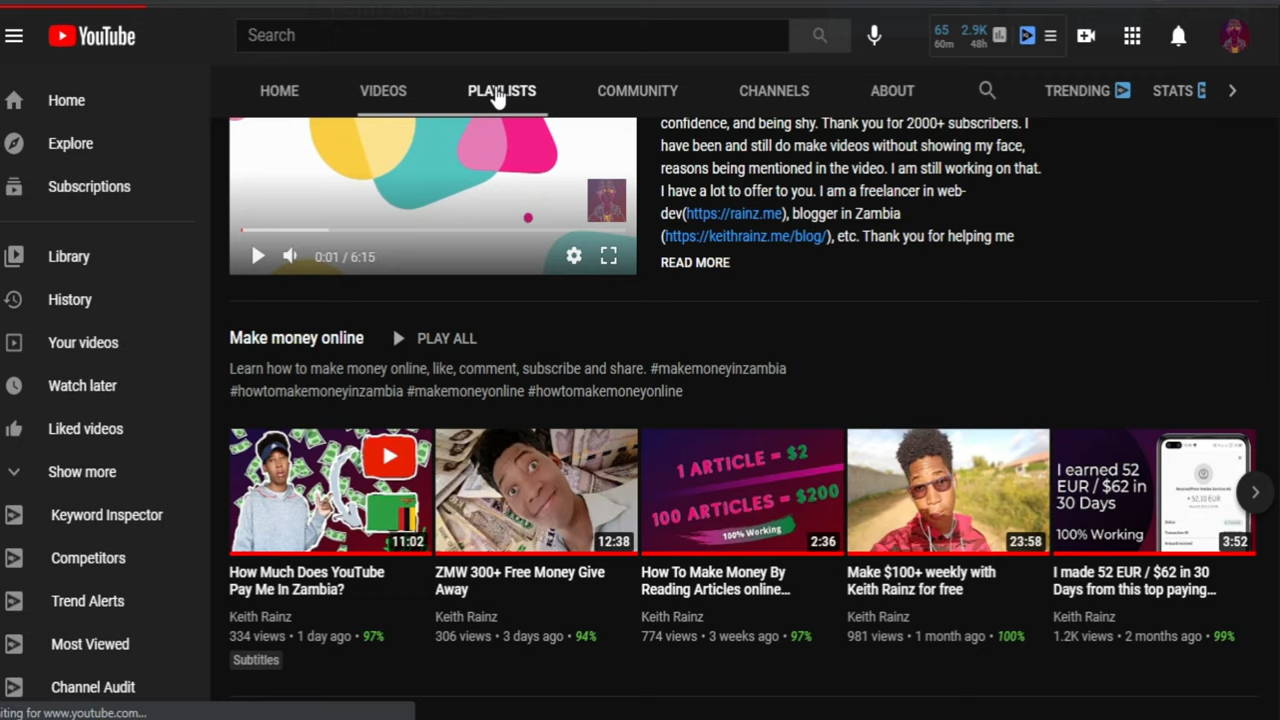 YouTube
Search
65 2.9K
60m 48h
HOME VIDEOS PLAYLISTS COMMUNITY CHANNELS ABOUT TRENDING STATS
Home
Explore
Subscriptions
Library
History
Your videos
Watch later
Liked videos
Show more
Keyword Inspector
Competitors
Trend Alerts
Most Viewed
Channel Audit
0:01 / 6:15
confidence, and being shy. Thank you for 2000+ subscribers. I
have been and still do make videos without showing my face,
reasons being mentioned in the video. I am still working on that.
I have a lot to offer to you. I am a freelancer in web-
dev(https://rainz.me), blogger in Zambia
(https://keithrainz.me/blog/), etc. Thank you for helping me
READ MORE
Make money online PLAY ALL
Learn how to make money online, like, comment, subscribe and share. #makemoneyinzambia
#howtomakemoneyinzambia #makemoneyonline #howtomakemoneyonline
11:02
How Much Does YouTube
Pay Me In Zambia?
Keith Rainz
334 views • 1 day ago • 97%
Subtitles
12:38
ZMW 300+ Free Money Give
Away
Keith Rainz
306 views • 3 days ago • 94%
1 ARTICLE = $2
100 ARTICLES = $200
100% Working
2:36
How To Make Money By
Reading Articles online...
Keith Rainz
774 views • 3 weeks ago • 97%
23:58
Make $100+ weekly with
Keith Rainz for free
Keith Rainz
981 views • 1 month ago • 100%
I earned 52
EUR / $62 in
30 Days
100% Working
3:52
I made 52 EUR / $62 in 30
Days from this top paying...
Keith Rainz
1.2K views • 2 months ago • 99%
iting for www.youtube.com...